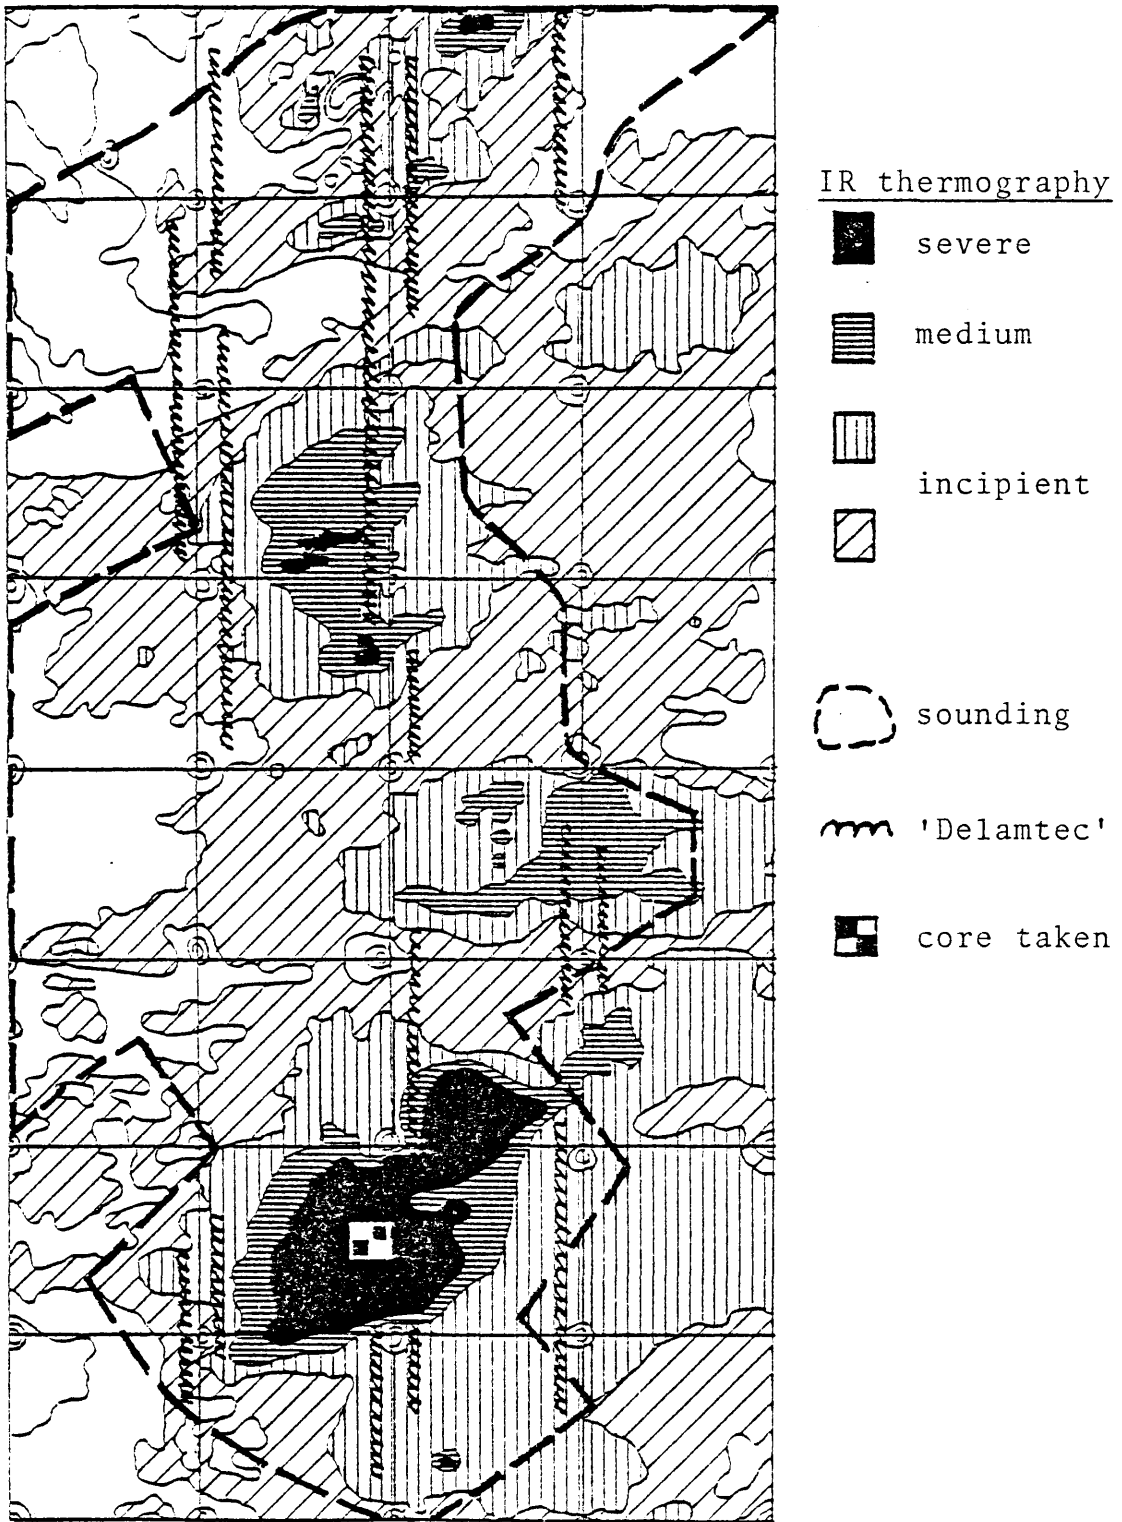 IR thermography
severe
medium
incipient
sounding
'Delamtec'
core taken